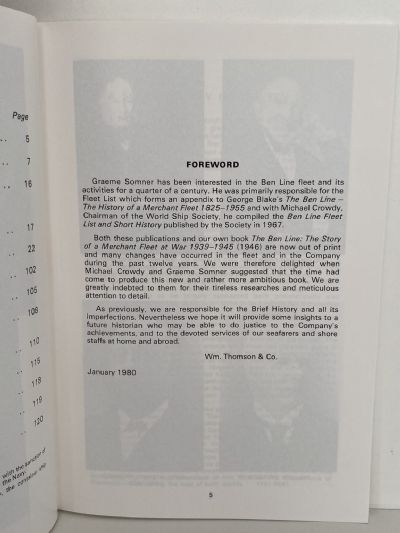 Page
5
7
16
17
22
102
105
108
110
115
118
119
120
with the sanction of
the Navy.
FOREWORD
Graeme Somner has been interested in the Ben Line fleet and its
activities for a quarter of a century. He was primarily responsible for the
Fleet List which forms an appendix to George Blake's The Ben Line –
The History of a Merchant Fleet 1825–1955 and with Michael Crowdy,
Chairman of the World Ship Society, he compiled the Ben Line Fleet
List and Short History published by the Society in 1967.
Both these publications and our own book The Ben Line: The Story
of a Merchant Fleet at War 1939–1945 (1946) are now out of print
and many changes have occurred in the fleet and in the Company
during the past twelve years. We were therefore delighted when
Michael Crowdy and Graeme Somner suggested that the time had
come to produce this new and rather more ambitious book. We are
greatly indebted to them for their tireless researches and meticulous
attention to detail.
As previously, we are responsible for the Brief History and all its
imperfections. Nevertheless we hope it will provide some insights to a
future historian who may be able to do justice to the Company's
achievements, and to the devoted services of our seafarers and shore
staffs at home and abroad.
Wm. Thomson & Co.
January 1980
5